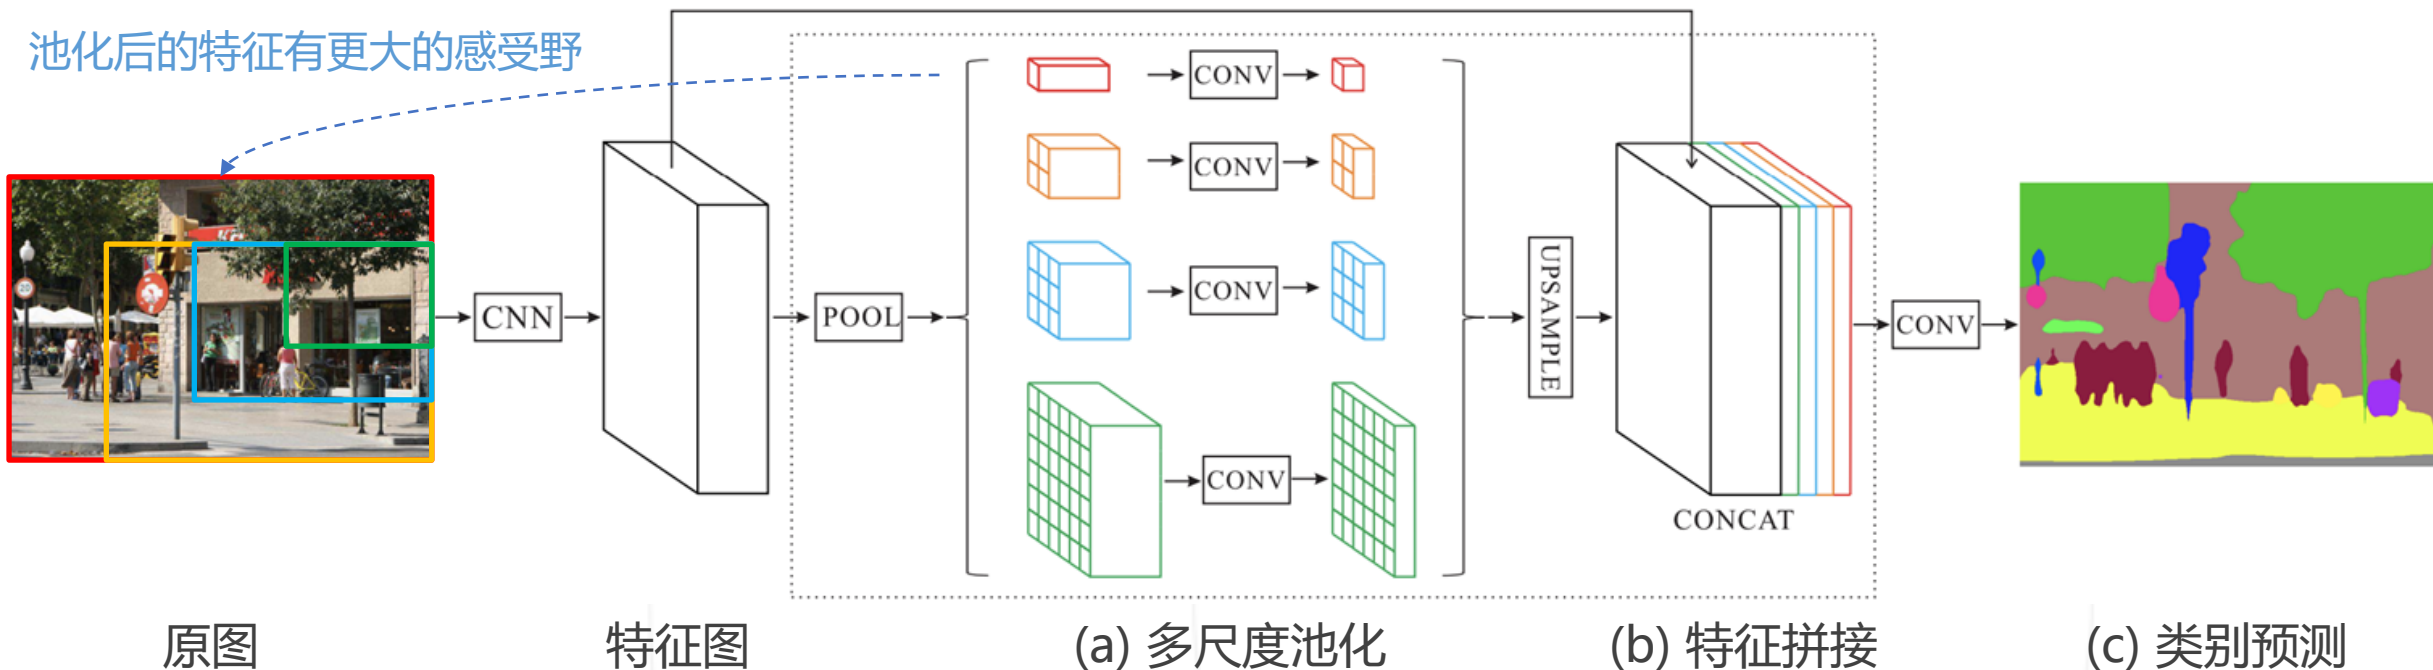 池化后的特征有更大的感受野
20
CNN
POOL
CONV
CONV
CONV
CONV
UPSAMPLE
CONCAT
CONV
原图
特征图
(a) 多尺度池化
(b) 特征拼接
(c) 类别预测